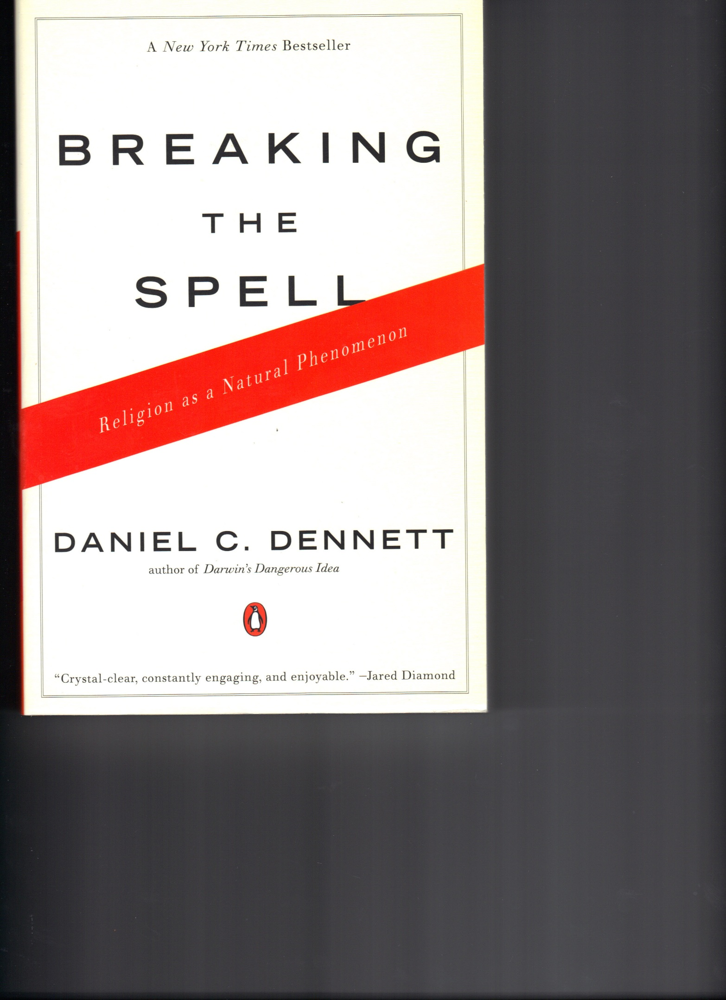 A New York Times Bestseller
BREAKING
THE
SPELL
Religion as a Natural Phenomenon
DANIEL C. DENNETT
author of Darwin's Dangerous Idea
“Crystal-clear, constantly engaging, and enjoyable.” –Jared Diamond